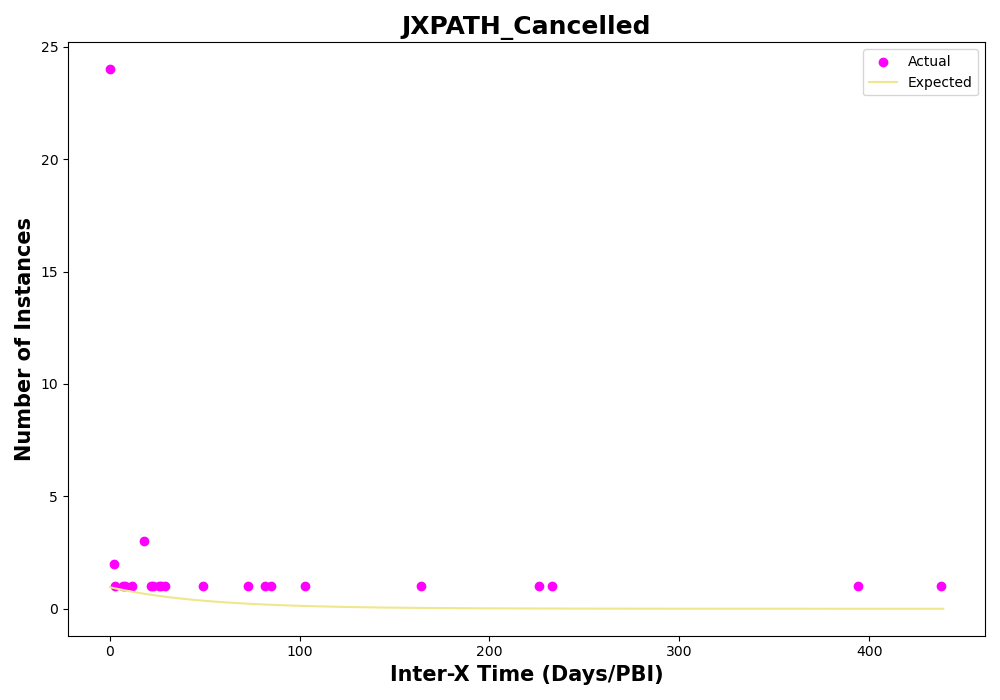 JXPATH_Cancelled
Actual
Expected
25
20
15
10
5
0
Number of Instances
0 100 200 300 400
Inter-X Time (Days/PBI)